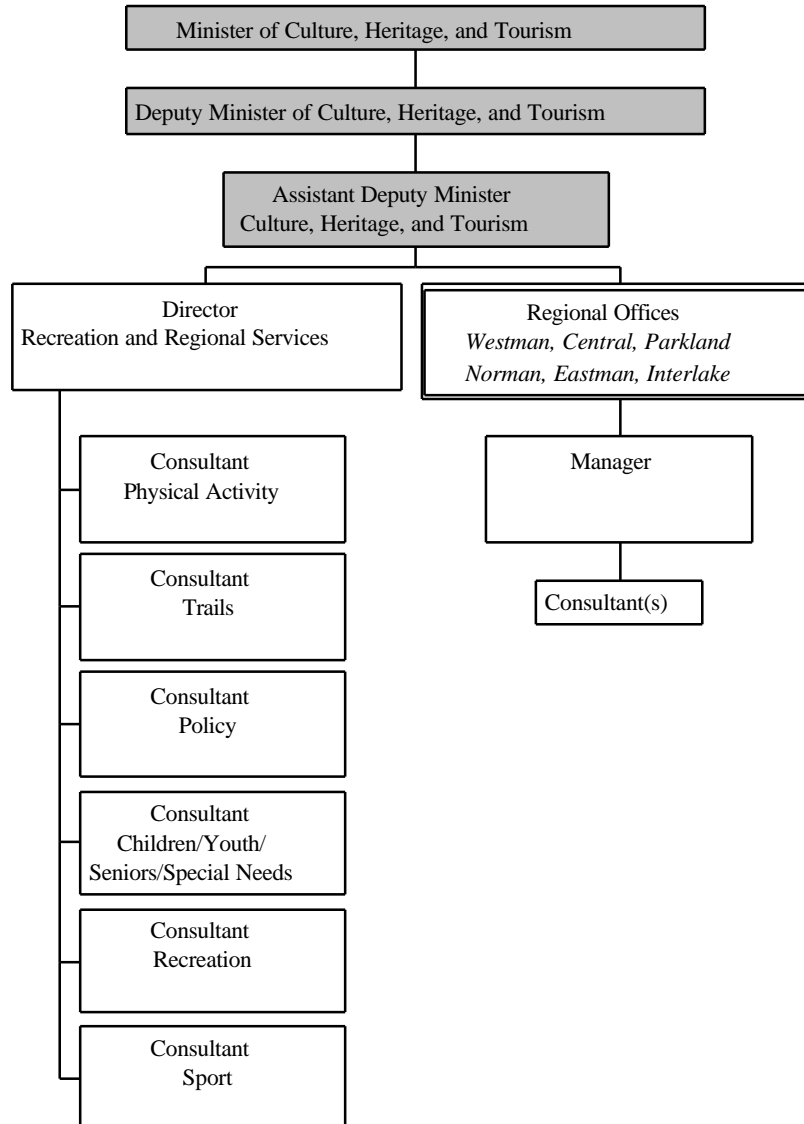 Minister of Culture, Heritage, and Tourism
Deputy Minister of Culture, Heritage, and Tourism
Assistant Deputy Minister
Culture, Heritage, and Tourism
Director
Recreation and Regional Services
Regional Offices
Westman, Central, Parkland
Norman, Eastman, Interlake
Consultant
Physical Activity
Manager
Consultant
Trails
Consultant(s)
Consultant
Policy
Consultant
Children/Youth/
Seniors/Special Needs
Consultant
Recreation
Consultant
Sport